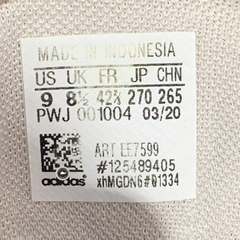 MADE IN INDONESIA
US UK FR JP CHN
9 8½ 42⅔ 270 265
PWJ 001004 03/20
ART EE7599
#125489405
adidas xhMGDN6#Q1334